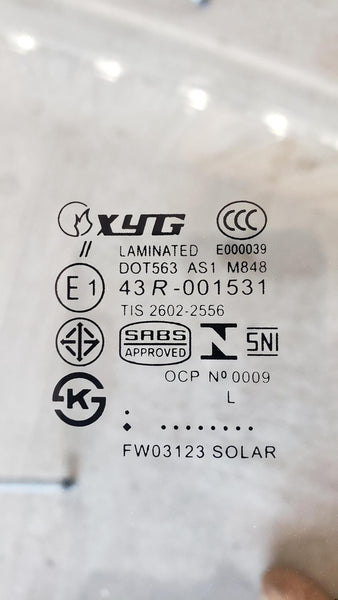 XYG CCC
// LAMINATED E000039
DOT563 AS1 M848
E1 43R-001531
TIS 2602-2556
SABS APPROVED N SNI
OCP Nº 0009
K L
FW03123 SOLAR